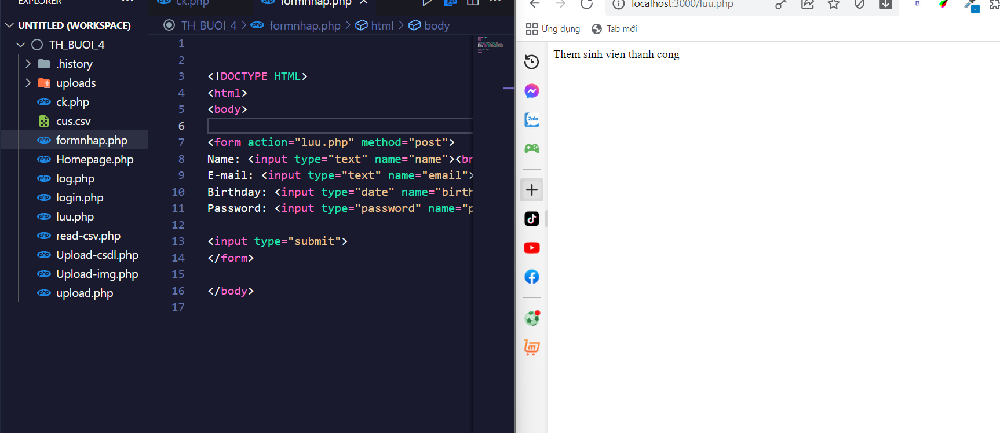 EXPLORER
UNTITLED (WORKSPACE)
TH_BUOI_4
.history
uploads
ck.php
cus.csv
formnhap.php
Homepage.php
log.php
login.php
luu.php
read-csv.php
Upload-csdl.php
Upload-img.php
upload.php
ck.php
formnhap.php
TH_BUOI_4 > formnhap.php > html > body
1
2
3 <!DOCTYPE HTML>
4 <html>
5 <body>
6
7 <form action="luu.php" method="post">
8 Name: <input type="text" name="name"><br
9 E-mail: <input type="text" name="email">
10 Birthday: <input type="date" name="birth
11 Password: <input type="password" name="p
12
13 <input type="submit">
14 </form>
15
16 </body>
17
localhost:3000/luu.php
B
Ứng dụng
Tab mới
Them sinh vien thanh cong
Zalo